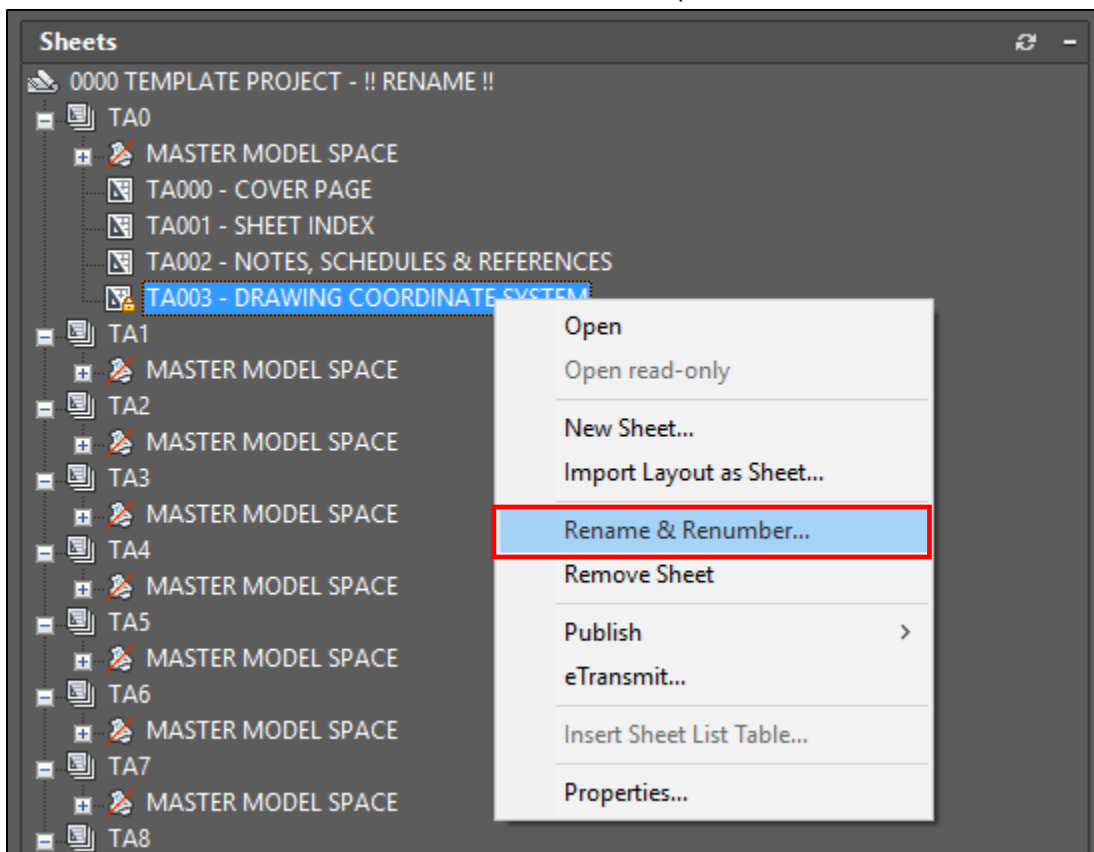 Sheets
0000 TEMPLATE PROJECT - !! RENAME !!
TA0
MASTER MODEL SPACE
TA000 - COVER PAGE
TA001 - SHEET INDEX
TA002 - NOTES, SCHEDULES & REFERENCES
TA003 - DRAWING COORDINATE SYSTEM
TA1
MASTER MODEL SPACE
TA2
MASTER MODEL SPACE
TA3
MASTER MODEL SPACE
TA4
MASTER MODEL SPACE
TA5
MASTER MODEL SPACE
TA6
MASTER MODEL SPACE
TA7
MASTER MODEL SPACE
TA8
Open
Open read-only
New Sheet...
Import Layout as Sheet...
Rename & Renumber...
Remove Sheet
Publish
eTransmit...
Insert Sheet List Table...
Properties...